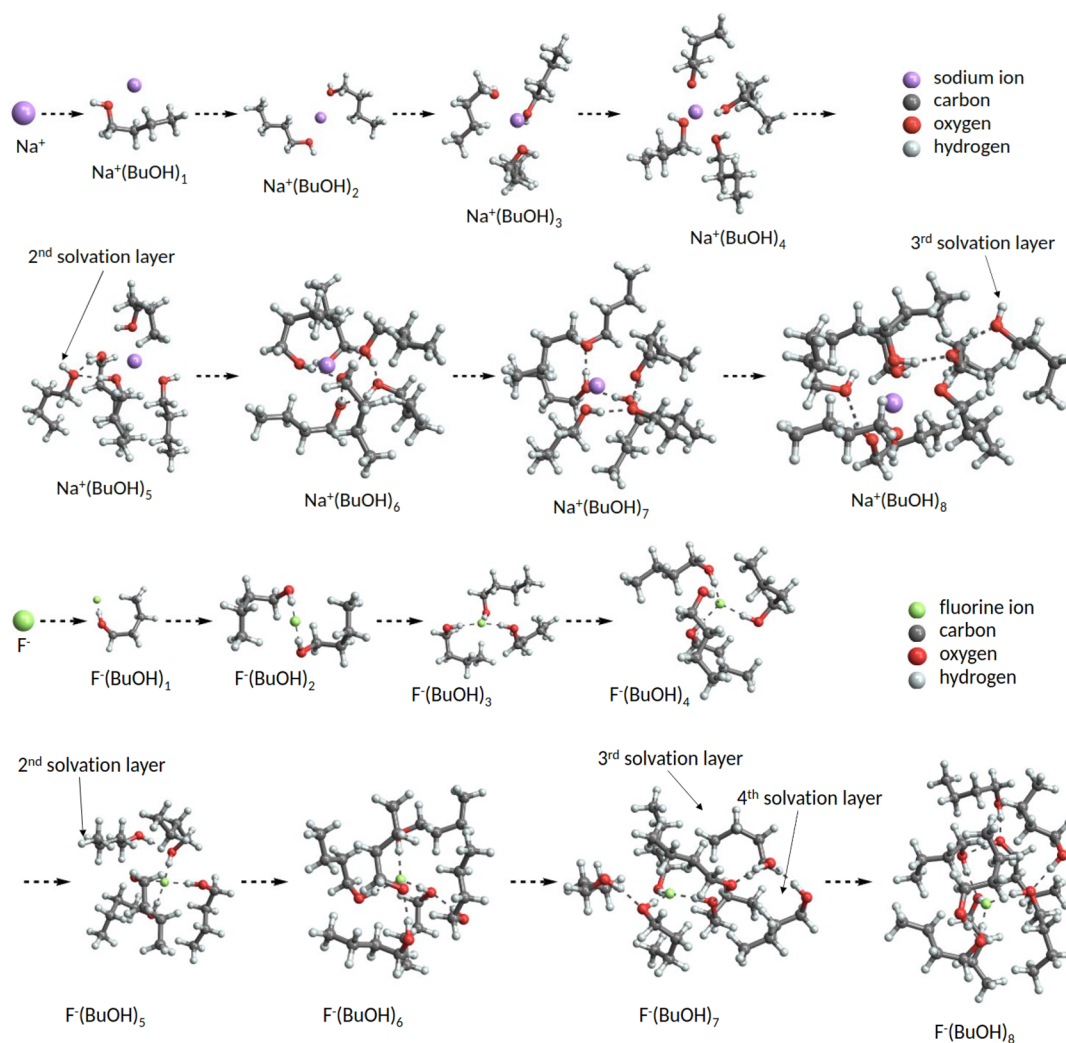 sodium ion
carbon
oxygen
hydrogen
Na⁺
Na⁺(BuOH)₁
Na⁺(BuOH)₂
Na⁺(BuOH)₃
Na⁺(BuOH)₄
2ⁿᵈ solvation layer
3ʳᵈ solvation layer
Na⁺(BuOH)₅
Na⁺(BuOH)₆
Na⁺(BuOH)₇
Na⁺(BuOH)₈
fluorine ion
carbon
oxygen
hydrogen
F⁻
F⁻(BuOH)₁
F⁻(BuOH)₂
F⁻(BuOH)₃
F⁻(BuOH)₄
2ⁿᵈ solvation layer
3ʳᵈ solvation layer
4ᵗʰ solvation layer
F⁻(BuOH)₅
F⁻(BuOH)₆
F⁻(BuOH)₇
F⁻(BuOH)₈